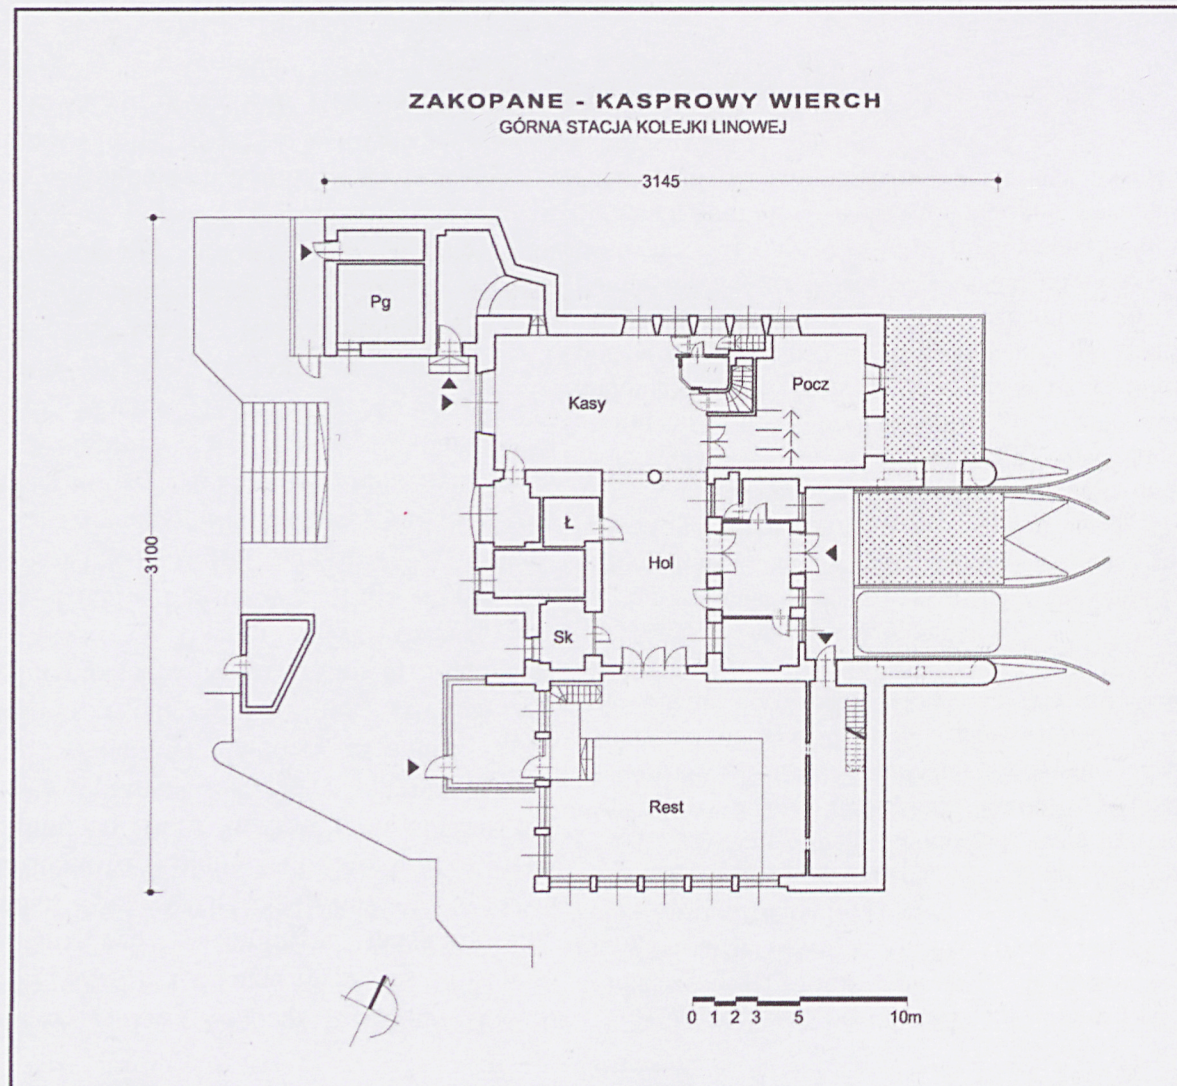 ZAKOPANE - KASPROWY WIERCH
GÓRNA STACJA KOLEJKI LINOWEJ
3145
Pg
Kasy
Pocz
Ł
3100
Hol
Sk
Rest
N
0 1 2 3 5 10m